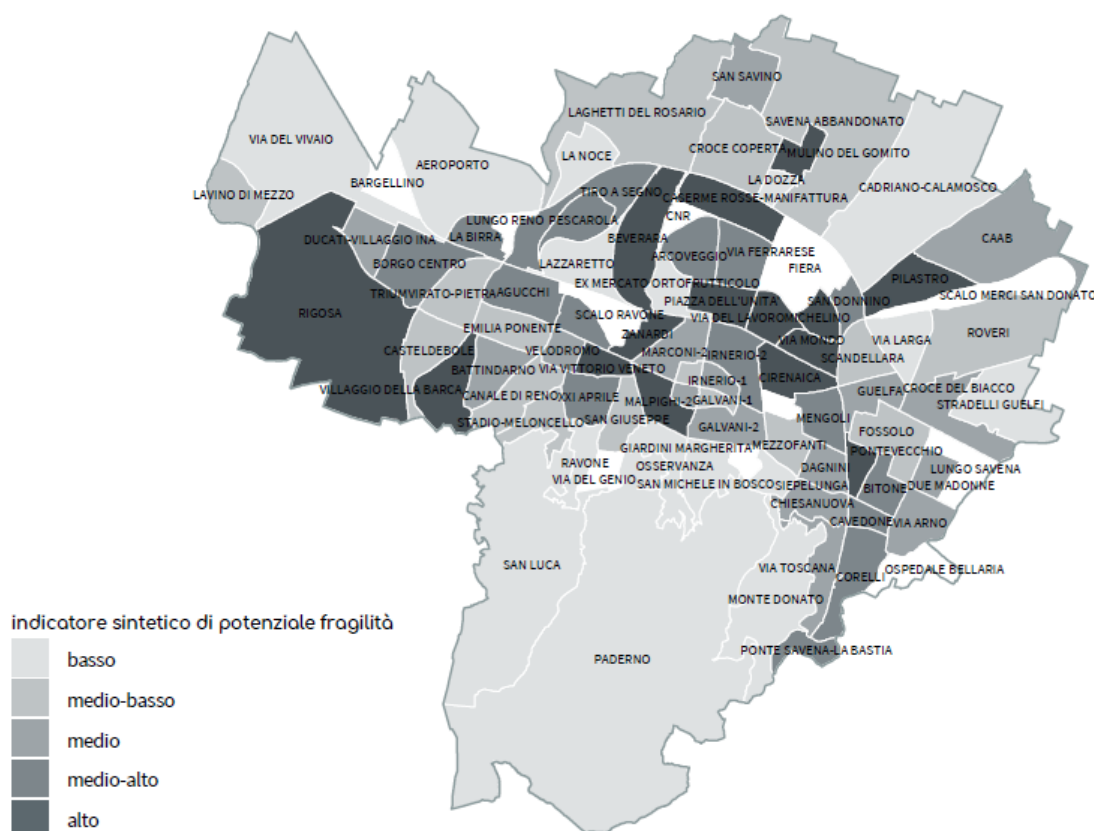 SAN SAVINO
LAGHETTI DEL ROSARIO
SAVENA ABBANDONATO
VIA DEL VIVAIO
LA NOCE
CROCE COPERTA
MULINO DEL GOMITO
AEROPORTO
BARGELLINO
LA DOZZA
LAVINO DI MEZZO
TIRO A SEGNO
CASERME ROSSE-MANIFATTURA
CADRIANO-CALAMOSCO
LUNGO RENO
PESCAROLA
CNR
DUCATI-VILLAGGIO INA
LA BIRRA
BEVERARA
CAAB
ARCOVEGGIO
VIA FERRARESE
BORGO CENTRO
LAZZARETTO
FIERA
PILASTRO
EX MERCATO ORTOFRUTTICOLO
TRIUMVIRATO-PIETRA
AGUCCHI
SCALO MERCI SAN DONATO
PIAZZA DELL'UNITA'
SAN DONNINO
RIGOSA
SCALO RAVONE
VIA DEL LAVORO
MICHELINO
EMILIA PONENTE
ZANARDI
ROVERI
VIA MONDO
VIA LARGA
CASTELDEBOLE
VELODROMO
MARCONI-2
IRNERIO-2
SCANDELLARA
BATTINDARNO
VIA VITTORIO VENETO
IRNERIO-1
CIRENAICA
VILLAGGIO DELLA BARCA
CANALE DI RENO
XXI APRILE
MALPIGHI-2
GALVANI-1
GUELFA
CROCE DEL BIACCO
STRADELLI GUELFI
STADIO-MELONCELLO
SAN GIUSEPPE
GALVANI-2
MENGOLI
FOSSOLO
GIARDINI MARGHERITA
MEZZOFANTI
PONTEVECCHIO
RAVONE
OSSERVANZA
DAGNINI
LUNGO SAVENA
VIA DEL GENIO
SAN MICHELE IN BOSCO
SIEPELUNGA
BITONE
DUE MADONNE
CHIESANUOVA
CAVEDONE
VIA ARNO
SAN LUCA
VIA TOSCANA
CORELLI
OSPEDALE BELLARIA
MONTE DONATO
PONTE SAVENA-LA BASTIA
PADERNO
indicatore sintetico di potenziale fragilità
basso
medio-basso
medio
medio-alto
alto